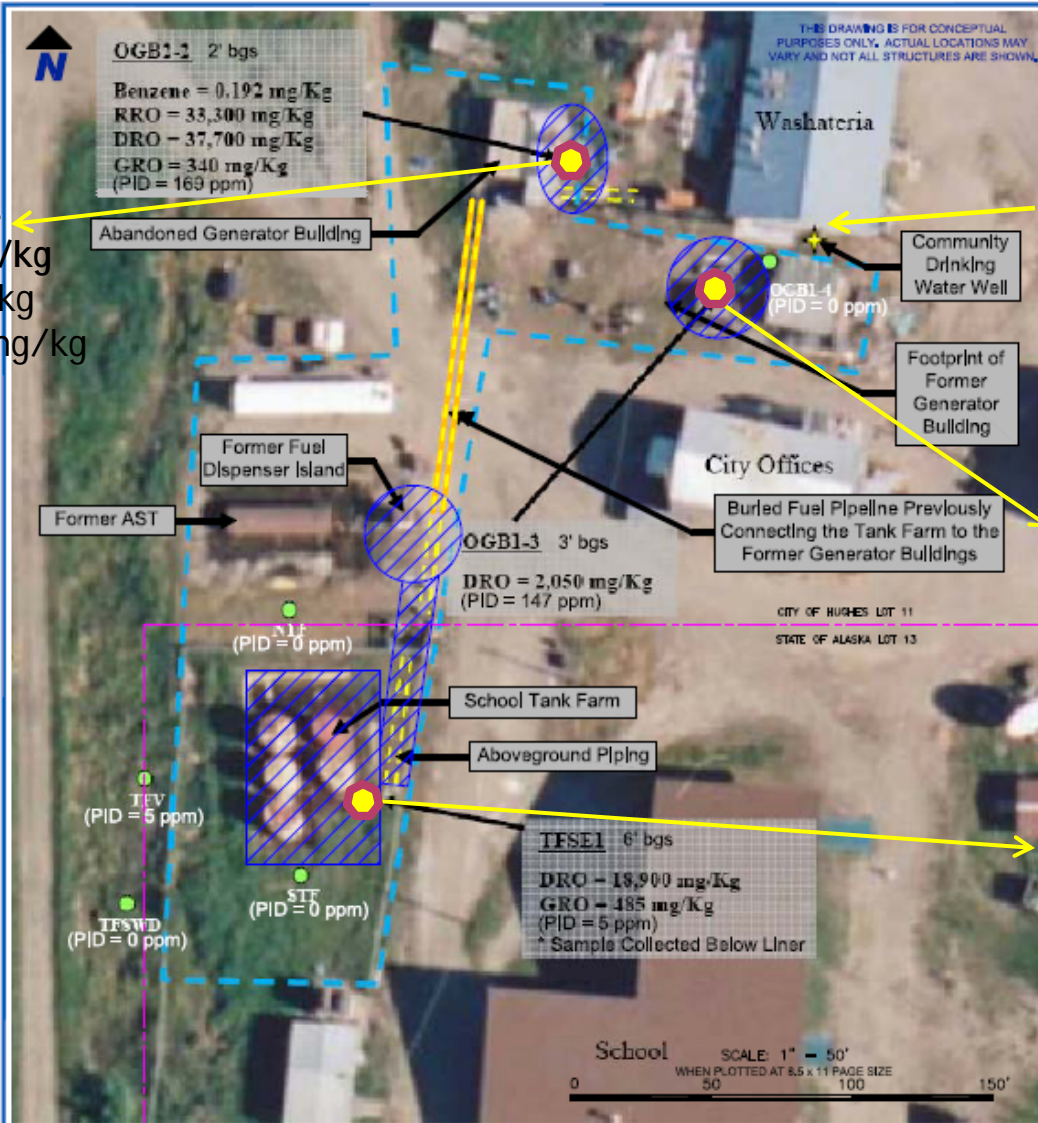 THIS DRAWING IS FOR CONCEPTUAL
PURPOSES ONLY. ACTUAL LOCATIONS MAY
VARY AND NOT ALL STRUCTURES ARE SHOWN.
N
OGB2-2 2' bgs
Benzene = 0.192 mg/Kg
RRO = 33,300 mg/Kg
DRO = 37,700 mg/Kg
GRO = 340 mg/Kg
(PID = 169 ppm)
Washateria
/kg
kg
mg/kg
Abandoned Generator Building
Community
Drinking
Water Well
OGB1-4
(PID = 0 ppm)
Footprint of
Former
Generator
Building
Former Fuel
Dispenser Island
City Offices
Former AST
Buried Fuel Pipeline Previously
Connecting the Tank Farm to the
Former Generator Buildings
OGB1-3 3' bgs
DRO = 2,050 mg/Kg
(PID = 147 ppm)
CITY OF HUGHES LOT 11
STATE OF ALASKA LOT 13
NTF
(PID = 0 ppm)
School Tank Farm
Aboveground Piping
(PID = 5 ppm)
TFSE1 6' bgs
DRO = 18,900 mg/Kg
GRO = 485 mg/Kg
(PID = 5 ppm)
* Sample Collected Below Liner
STF
(PID = 0 ppm)
TFSWD
(PID = 0 ppm)
School
SCALE: 1" = 50'
WHEN PLOTTED AT 8.5 x 11 PAGE SIZE
0 50 100 150'